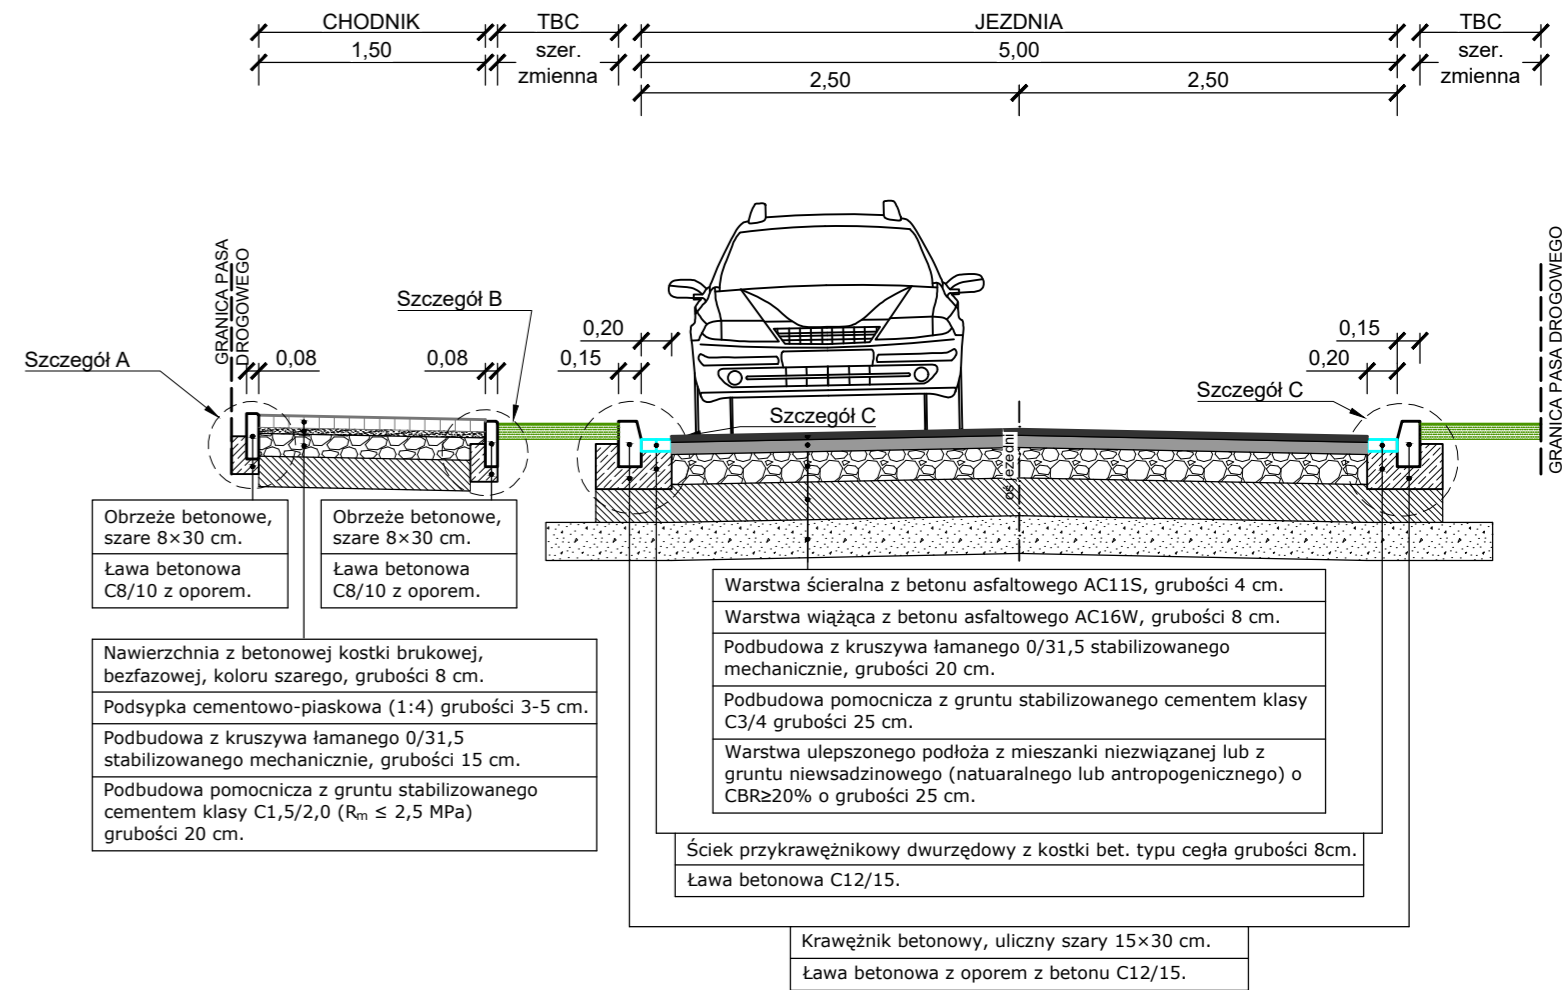 CHODNIK
TBC
JEZDNIA
TBC
1,50
szer.
zmienna
5,00
szer.
zmienna
2,50
2,50
GRANICA PASA
DROGOWEGO
Szczegół B
0,20
0,15
GRANICA PASA DROGOWEGO
Szczegół A
0,08
0,08
0,15
0,20
Szczegół C
Szczegół C
oś jezedni
Obrzeże betonowe,
szare 8×30 cm.
Ława betonowa
C8/10 z oporem.
Obrzeże betonowe,
szare 8×30 cm.
Ława betonowa
C8/10 z oporem.
Nawierzchnia z betonowej kostki brukowej,
bezfazowej, koloru szarego, grubości 8 cm.
Podsypka cementowo-piaskowa (1:4) grubości 3-5 cm.
Podbudowa z kruszywa łamanego 0/31,5
stabilizowanego mechanicznie, grubości 15 cm.
Podbudowa pomocnicza z gruntu stabilizowanego
cementem klasy C1,5/2,0 (Rm ≤ 2,5 MPa)
grubości 20 cm.
Warstwa ścieralna z betonu asfaltowego AC11S, grubości 4 cm.
Warstwa wiążąca z betonu asfaltowego AC16W, grubości 8 cm.
Podbudowa z kruszywa łamanego 0/31,5 stabilizowanego
mechanicznie, grubości 20 cm.
Podbudowa pomocnicza z gruntu stabilizowanego cementem klasy
C3/4 grubości 25 cm.
Warstwa ulepszonego podłoża z mieszanki niezwiązanej lub z
gruntu niewsadzinowego (natuaralnego lub antropogenicznego) o
CBR≥20% o grubości 25 cm.
Ściek przykrawężnikowy dwurzędowy z kostki bet. typu cegła grubości 8cm.
Ława betonowa C12/15.
Krawężnik betonowy, uliczny szary 15×30 cm.
Ława betonowa z oporem z betonu C12/15.